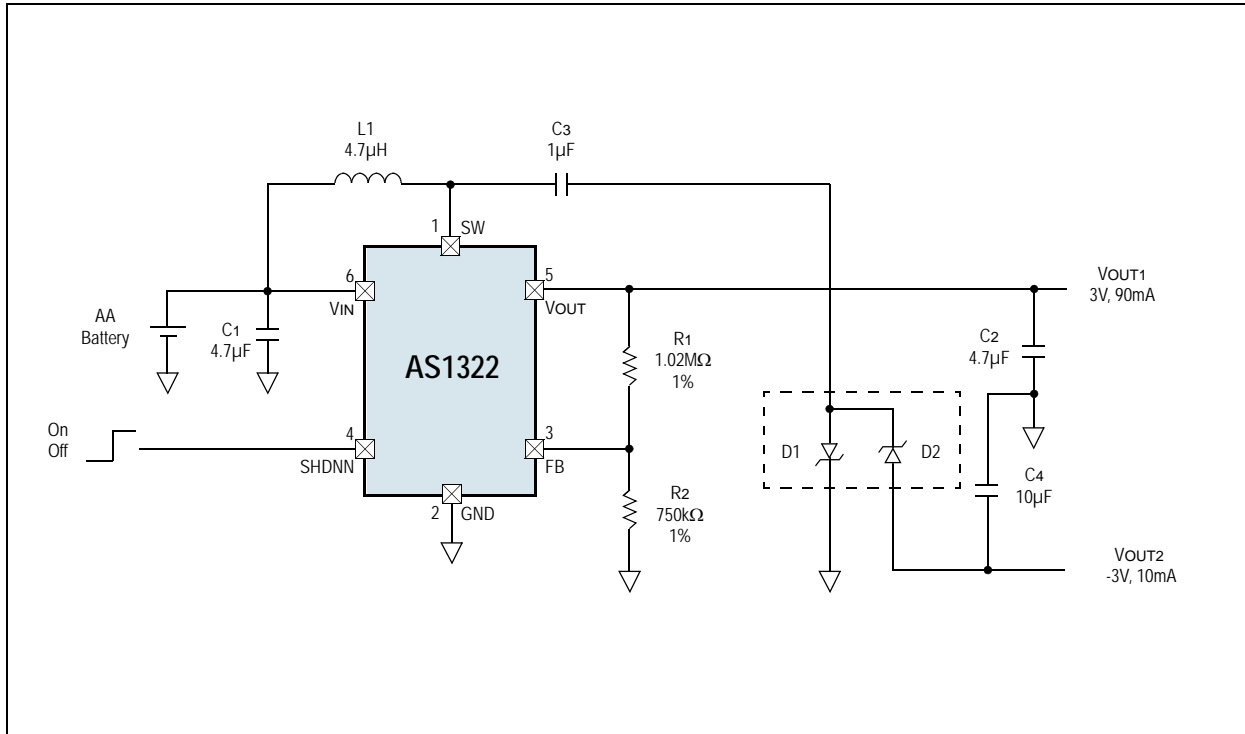 L1
4.7µH
C3
1µF
1 SW
6
VIN
5
VOUT
VOUT1
3V, 90mA
AA
Battery
C1
4.7µF
AS1322
R1
1.02MΩ
1%
C2
4.7µF
On
Off
4
SHDNN
3
FB
D1
D2
C4
10µF
2 GND
R2
750kΩ
1%
VOUT2
-3V, 10mA